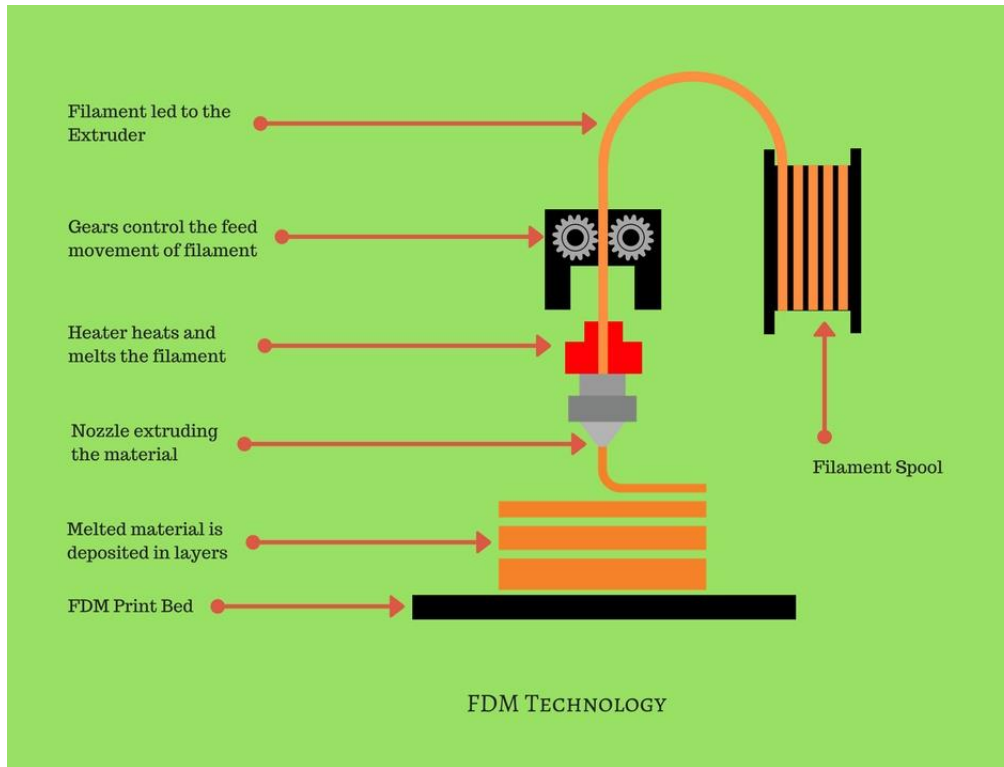 Filament led to the
Extruder
Gears control the feed
movement of filament
Heater heats and
melts the filament
Nozzle extruding
the material
Filament Spool
Melted material is
deposited in layers
FDM Print Bed
FDM Technology